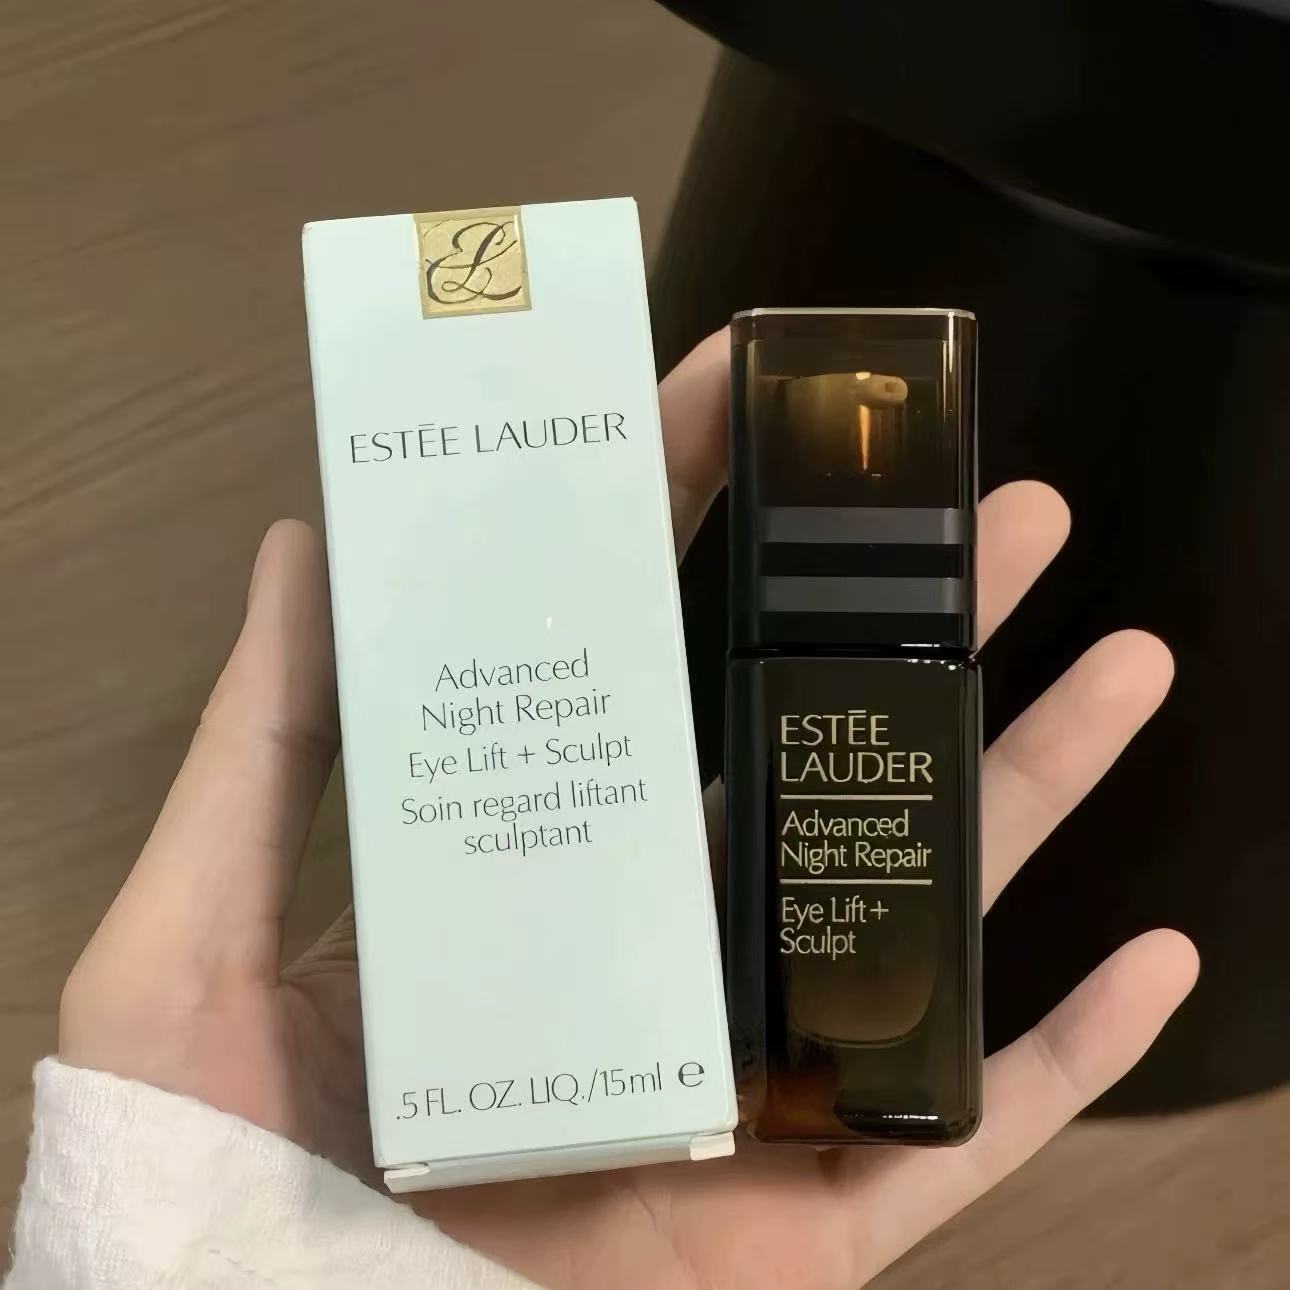 ESTĒE LAUDER
Advanced
Night Repair
Eye Lift + Sculpt
Soin regard liftant
sculptant
.5 FL. OZ. LIQ./15ml ℮
ESTĒE
LAUDER
Advanced
Night Repair
Eye Lift+
Sculpt